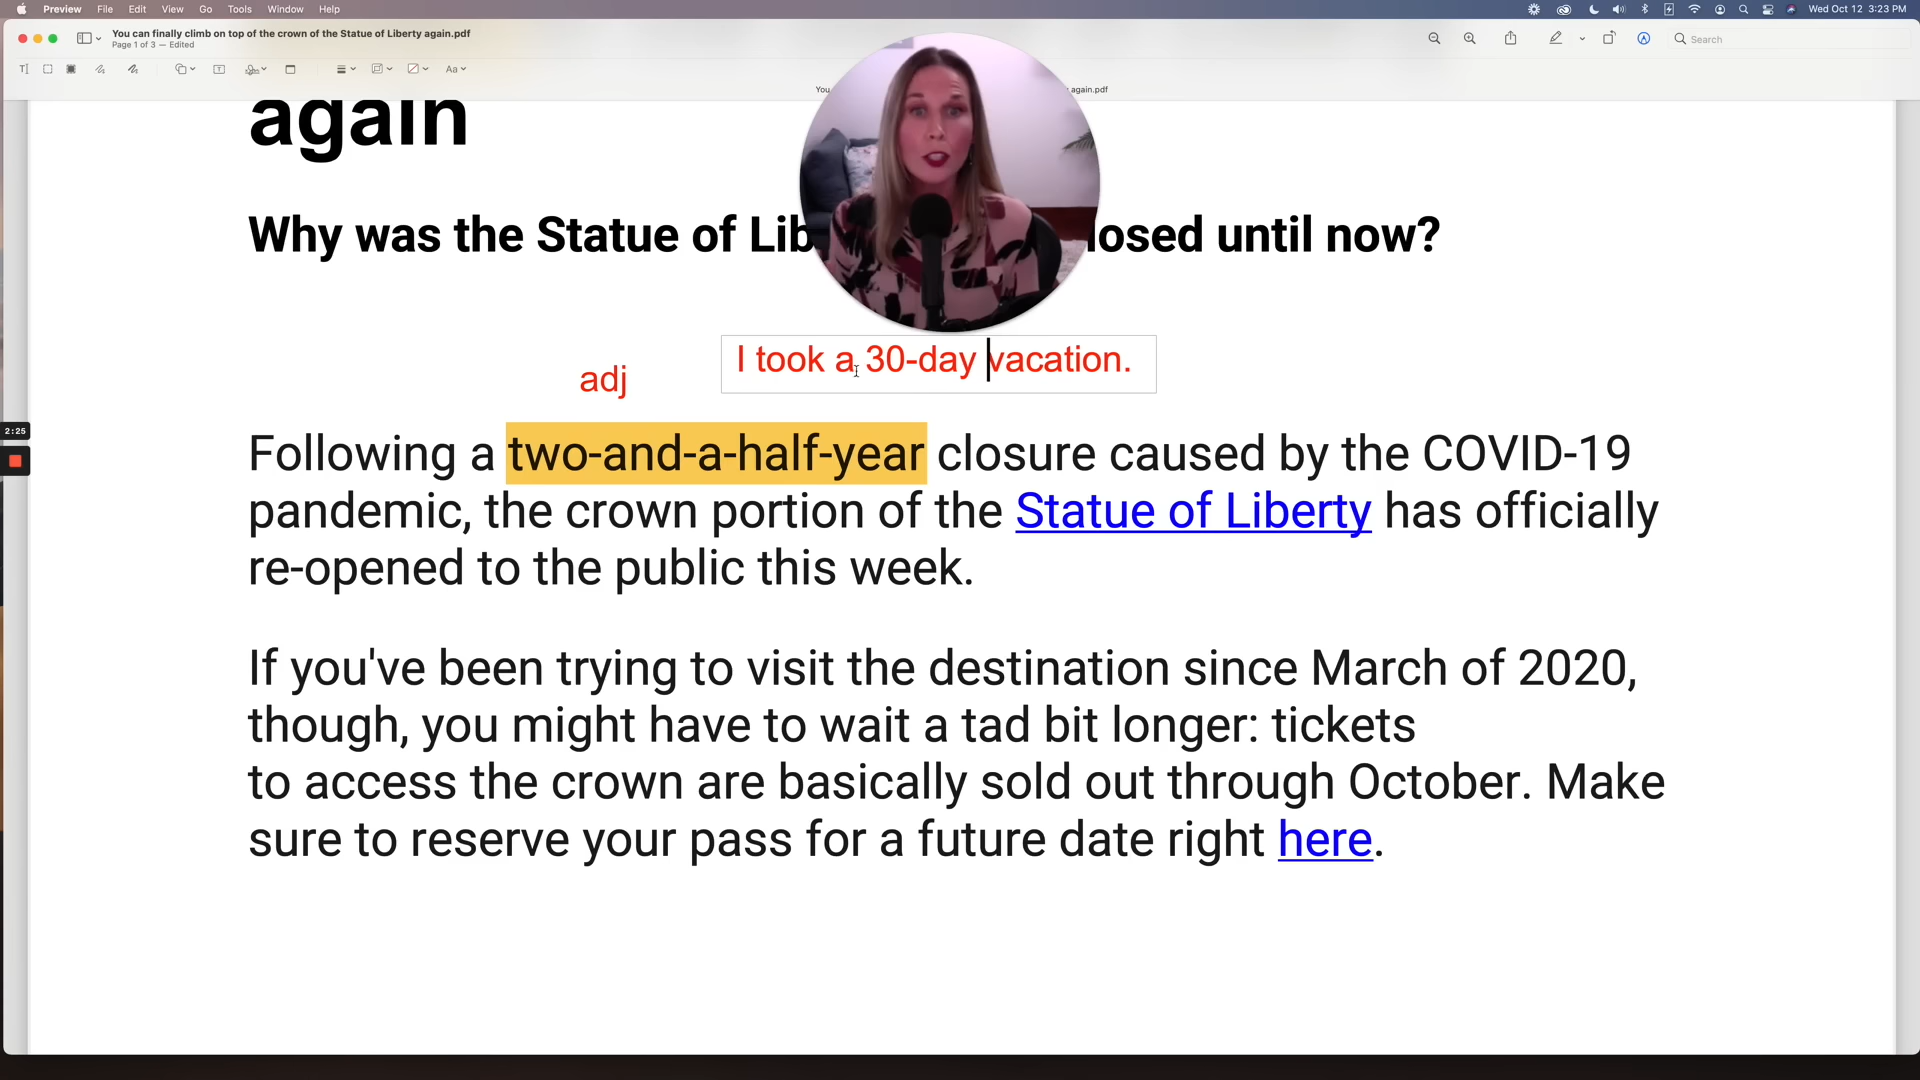 Preview File Edit View Go Tools Window Help
Wed Oct 12 3:23 PM
You can finally climb on top of the crown of the Statue of Liberty again.pdf
Page 1 of 3 — Edited
Search
Aa
You again.pdf
again
Why was the Statue of Lib losed until now?
I took a 30-day vacation.
adj
2:25
Following a two-and-a-half-year closure caused by the COVID-19
pandemic, the crown portion of the Statue of Liberty has officially
re-opened to the public this week.
If you've been trying to visit the destination since March of 2020,
though, you might have to wait a tad bit longer: tickets
to access the crown are basically sold out through October. Make
sure to reserve your pass for a future date right here.